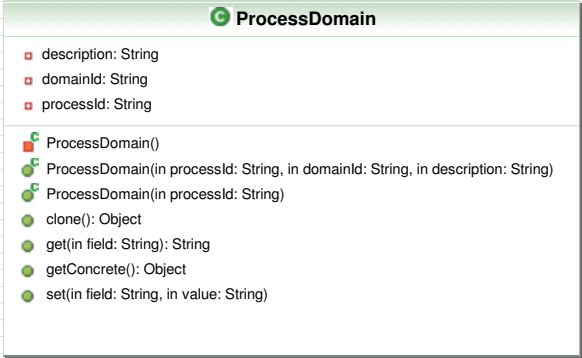 C ProcessDomain
description: String
domainId: String
processId: String
C ProcessDomain()
C ProcessDomain(in processId: String, in domainId: String, in description: String)
C ProcessDomain(in processId: String)
clone(): Object
get(in field: String): String
getConcrete(): Object
set(in field: String, in value: String)